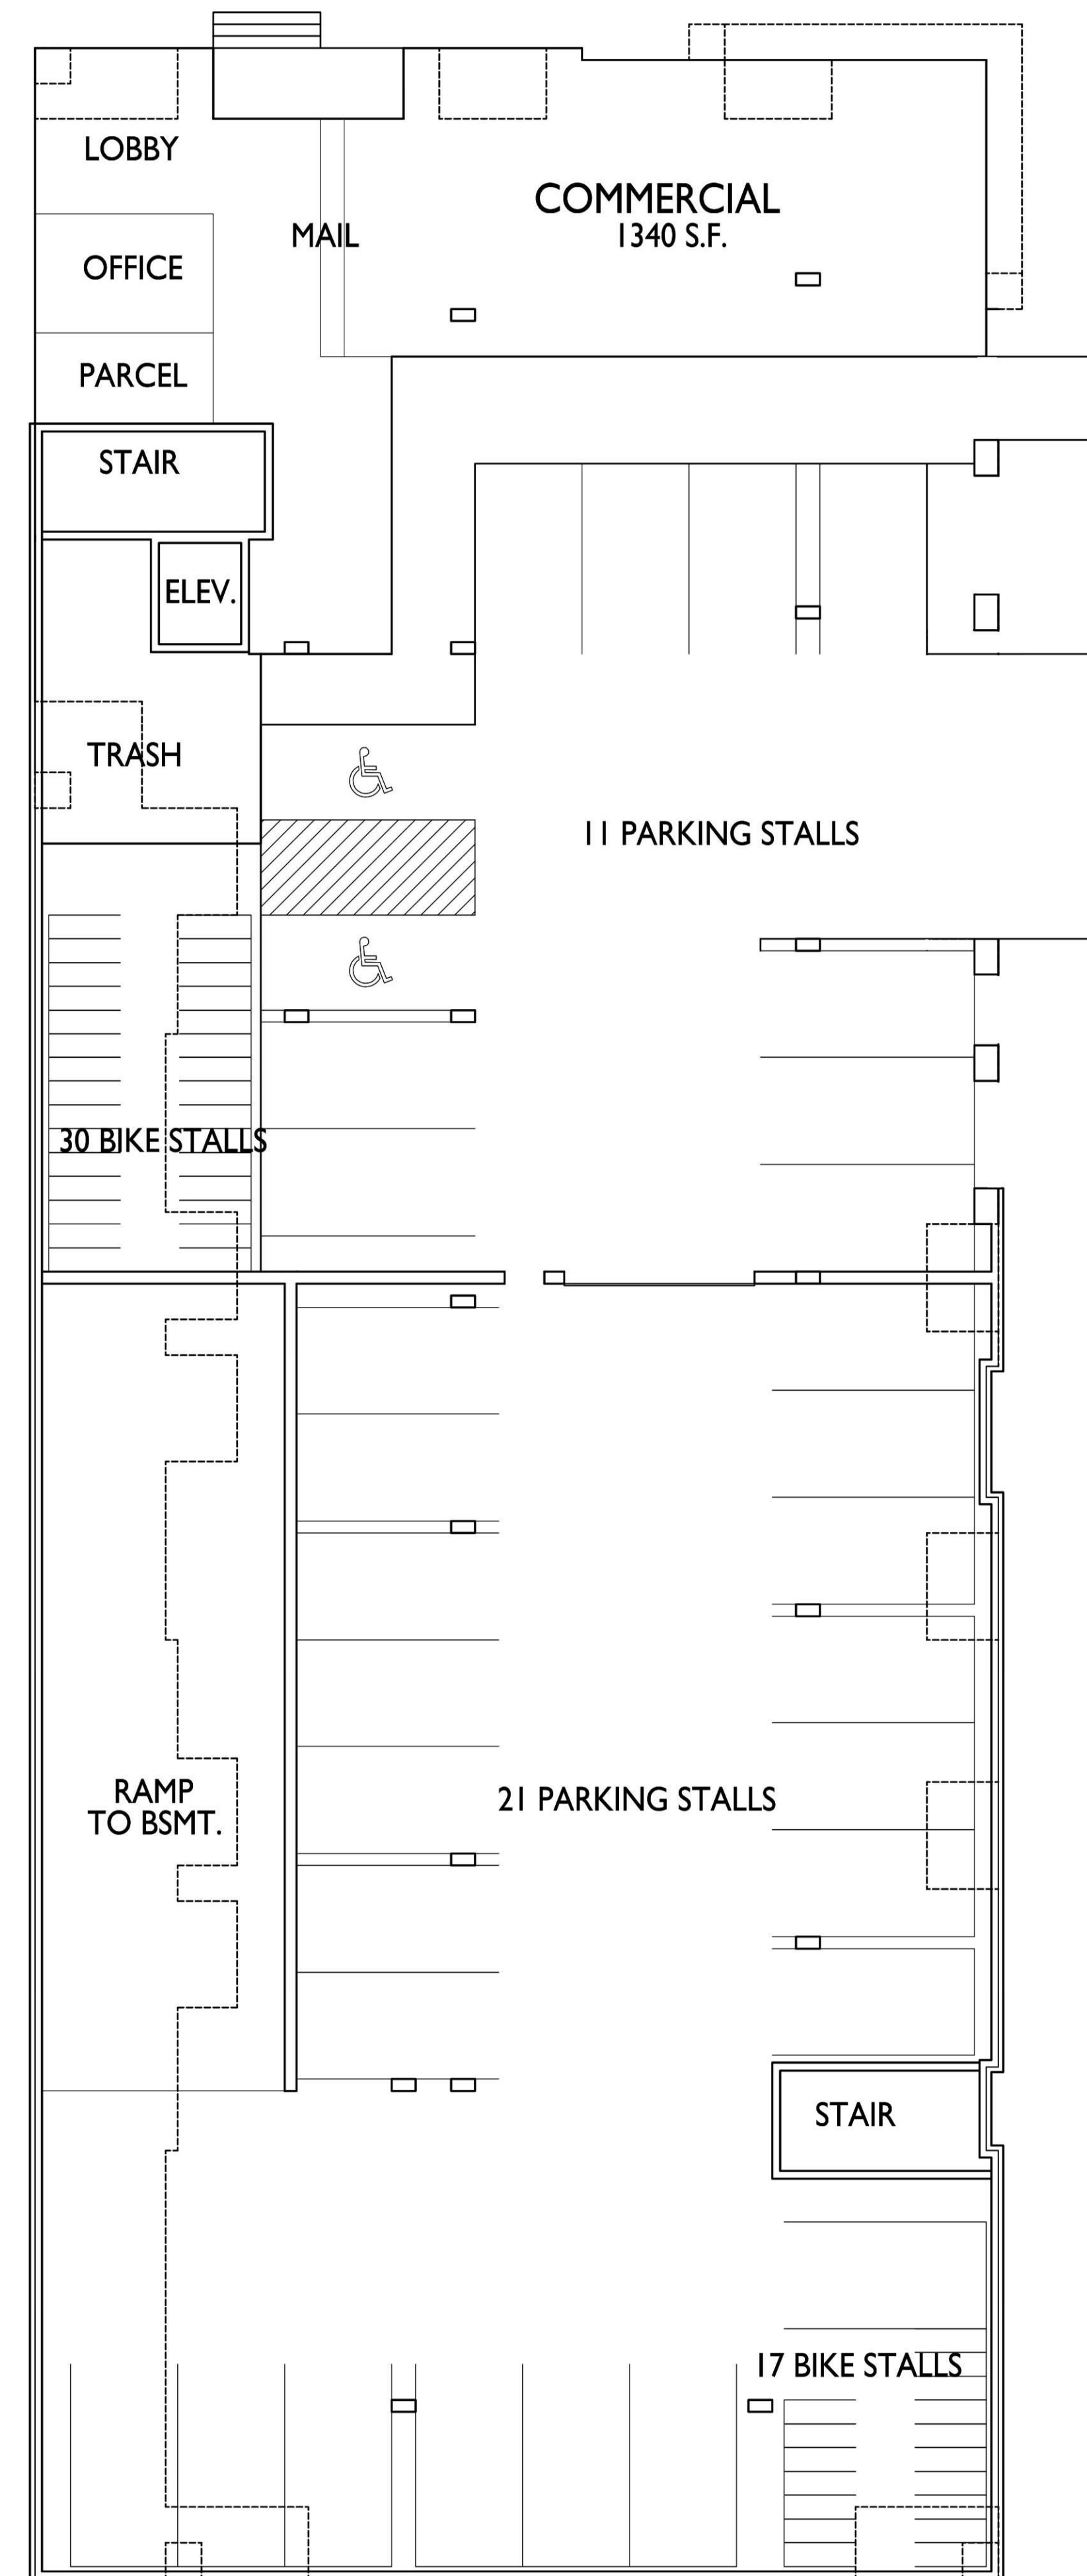 LOBBY
COMMERCIAL
1340 S.F.
MAIL
OFFICE
PARCEL
STAIR
ELEV.
TRASH
11 PARKING STALLS
30 BIKE STALLS
RAMP
TO BSMT.
21 PARKING STALLS
STAIR
17 BIKE STALLS